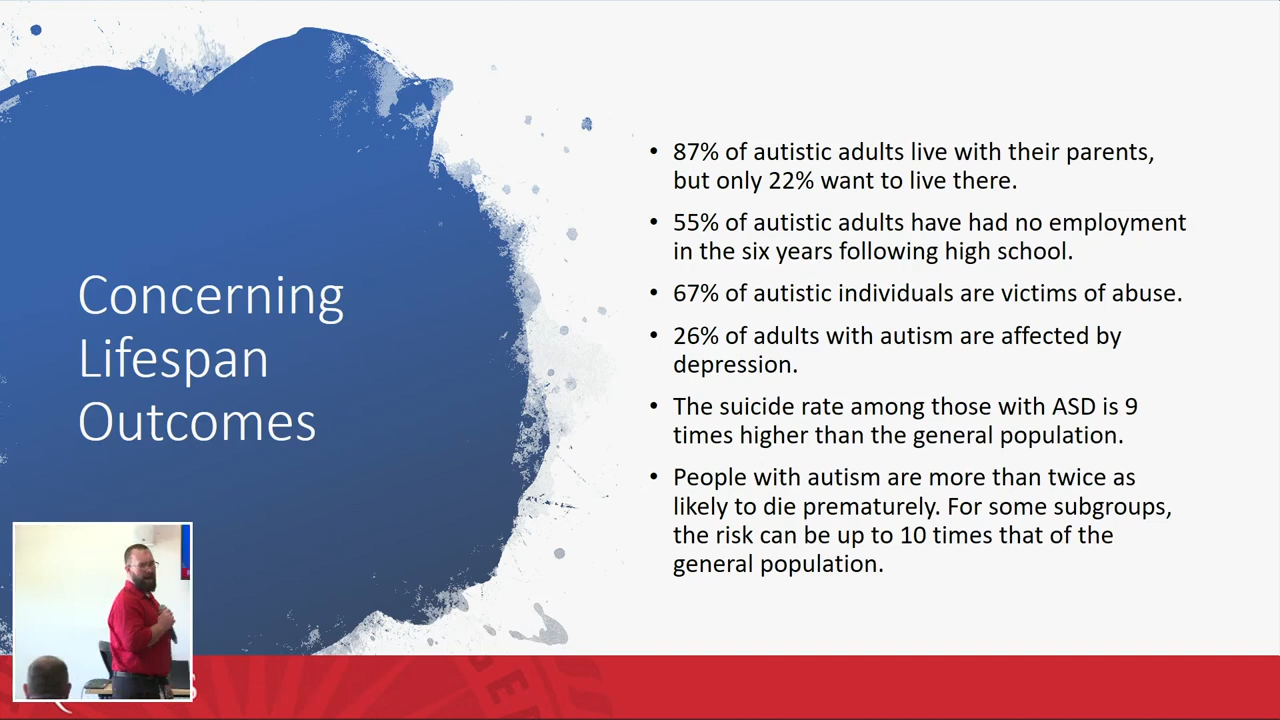 Concerning
Lifespan
Outcomes
• 87% of autistic adults live with their parents,
but only 22% want to live there.
• 55% of autistic adults have had no employment
in the six years following high school.
• 67% of autistic individuals are victims of abuse.
• 26% of adults with autism are affected by
depression.
• The suicide rate among those with ASD is 9
times higher than the general population.
• People with autism are more than twice as
likely to die prematurely. For some subgroups,
the risk can be up to 10 times that of the
general population.